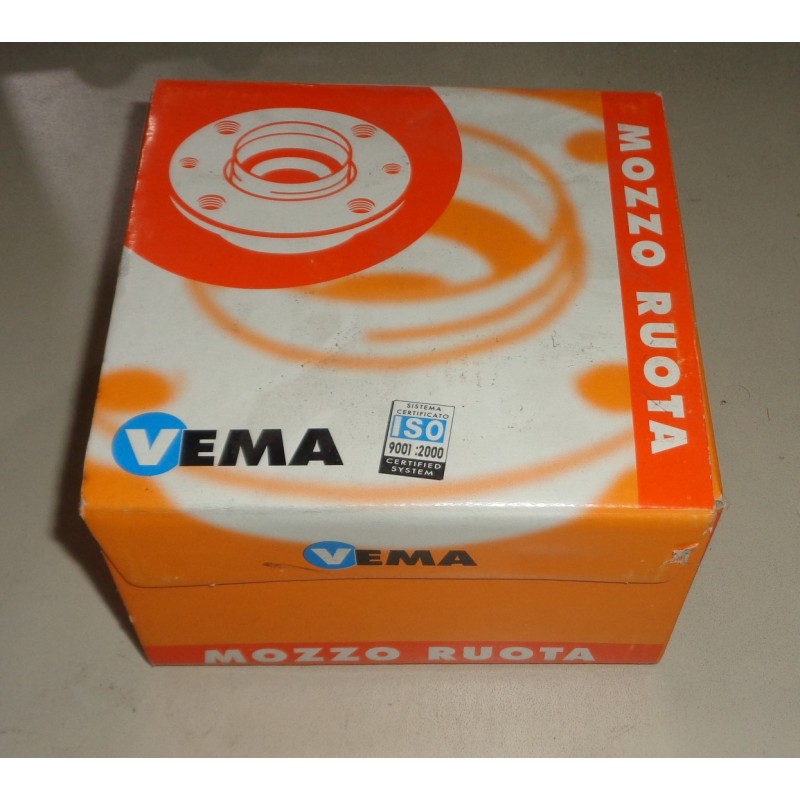 MOZZO RUOTA
VEMA
SISTEMA
CERTIFICATO
ISO
9001:2000
CERTIFIED
SYSTEM
VEMA
MOZZO RUOTA